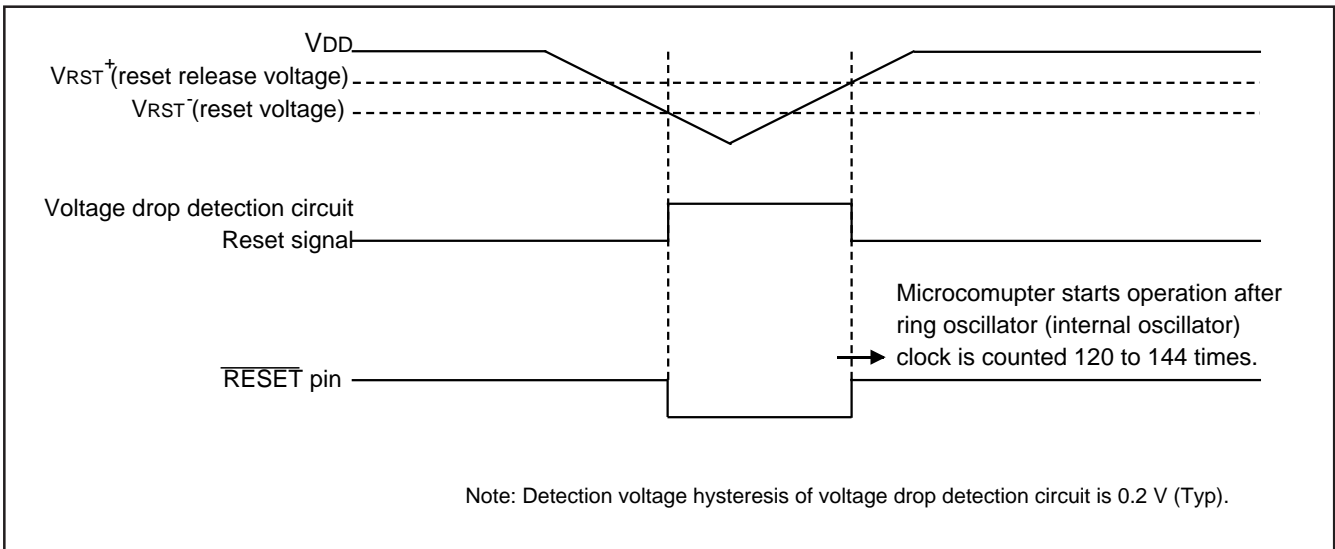 VDD
VRST+(reset release voltage)
VRST-(reset voltage)
Voltage drop detection circuit
Reset signal
Microcomupter starts operation after
ring oscillator (internal oscillator)
clock is counted 120 to 144 times.
RESET pin
Note: Detection voltage hysteresis of voltage drop detection circuit is 0.2 V (Typ).